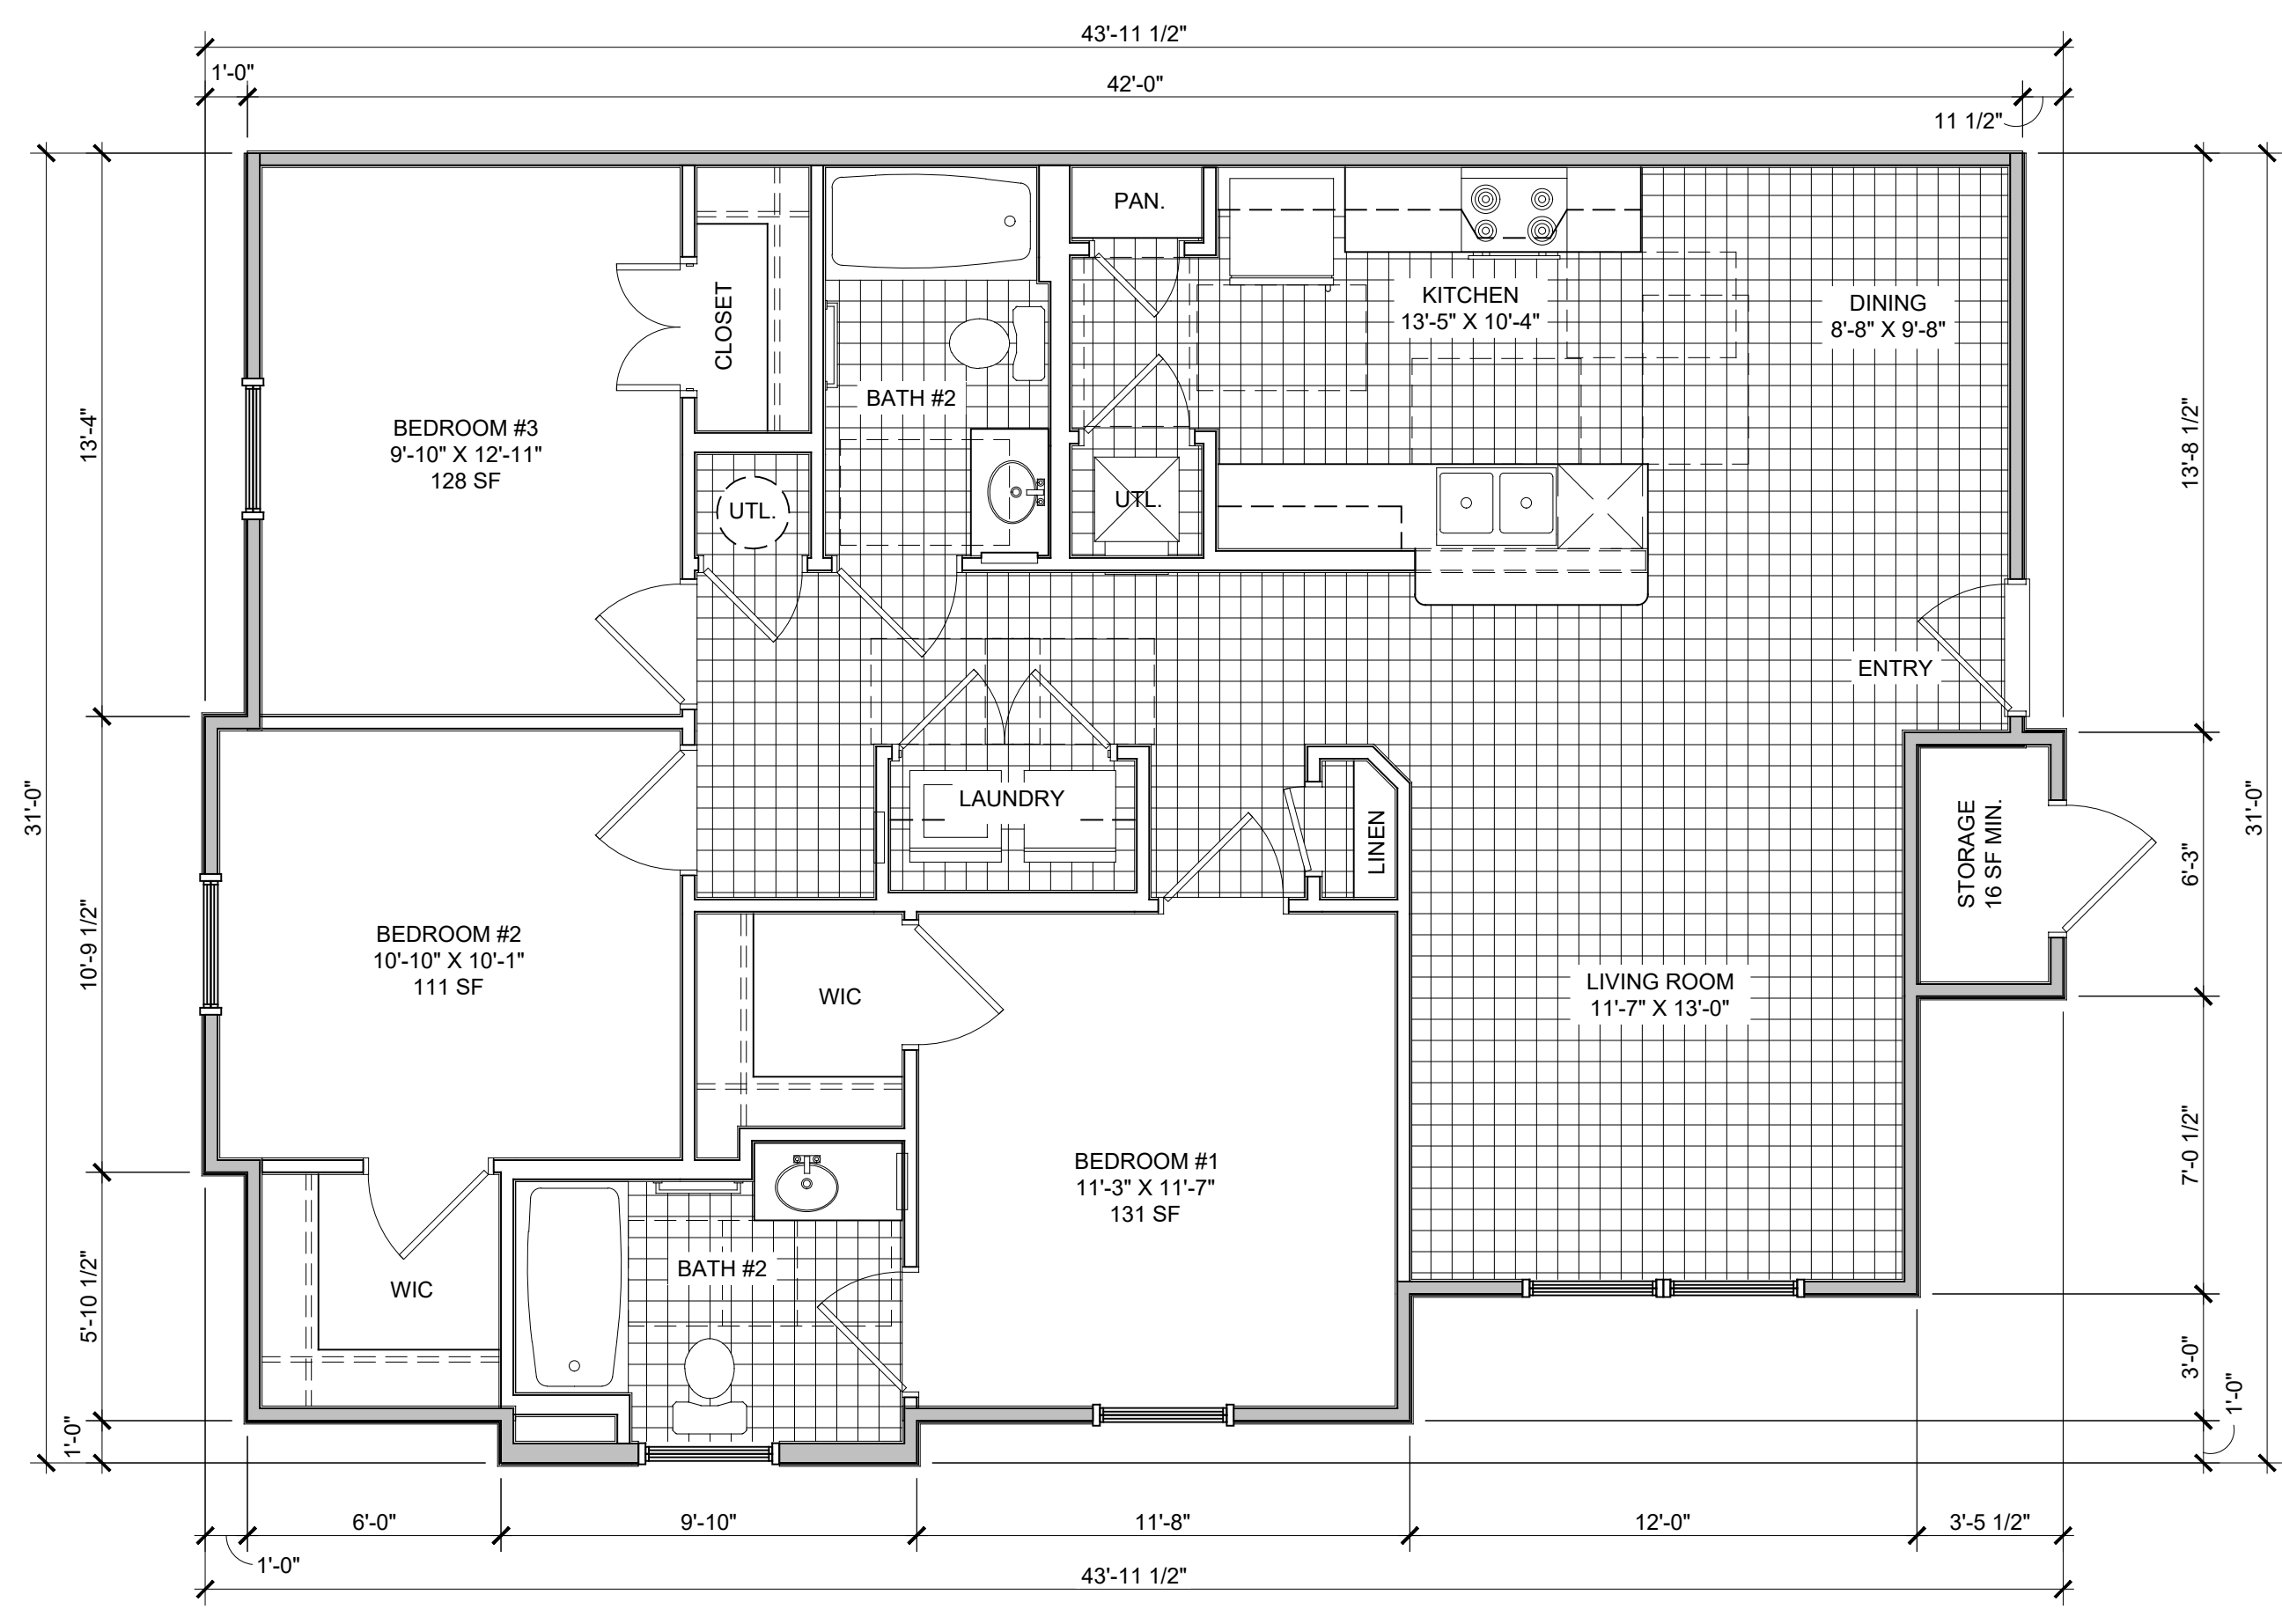 43'-11 1/2"
1'-0"
42'-0"
11 1/2"
PAN.
CLOSET
KITCHEN
13'-5" X 10'-4"
DINING
8'-8" X 9'-8"
BATH #2
BEDROOM #3
9'-10" X 12'-11"
128 SF
13'-4"
13'-8 1/2"
UTL.
UTL.
ENTRY
31'-0"
31'-0"
LAUNDRY
LINEN
STORAGE
16 SF MIN.
6'-3"
10'-9 1/2"
BEDROOM #2
10'-10" X 10'-1"
111 SF
WIC
LIVING ROOM
11'-7" X 13'-0"
7'-0 1/2"
BEDROOM #1
11'-3" X 11'-7"
131 SF
BATH #2
WIC
5'-10 1/2"
3'-0"
1'-0"
1'-0"
6'-0"
9'-10"
11'-8"
12'-0"
3'-5 1/2"
1'-0"
43'-11 1/2"